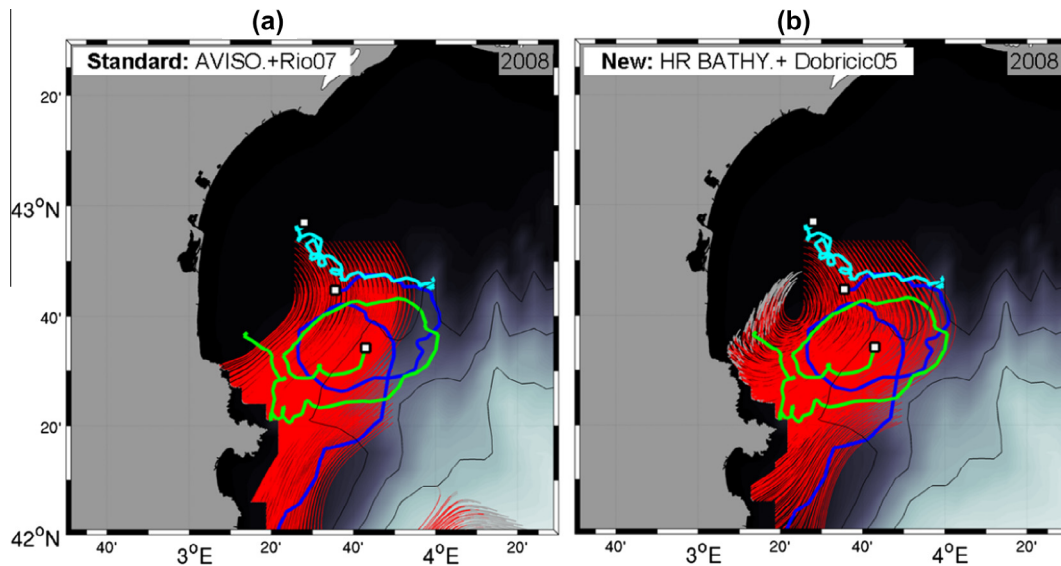 (a) (b)
Standard: AVISO.+Rio07 2008
New: HR BATHY.+ Dobricic05 2008
20'
43°N
40'
20'
42°N
40' 3°E 20' 40' 4°E 20'
40' 3°E 20' 40' 4°E 20'